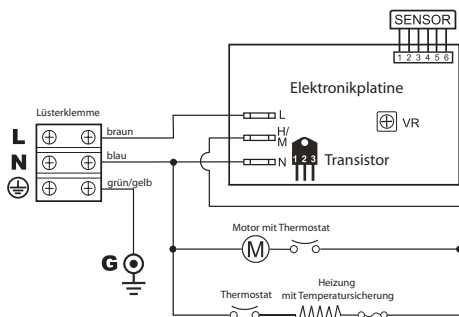 SENSOR
1 2 3 4 5 6
Elektronikplatine
Lüsterklemme
L
VR
L
braun
H/
M
N
blau
N
1 2 3
Transistor
grün/gelb
Motor mit Thermostat
G
M
Heizung
Thermostat
mit Temperatursicherung